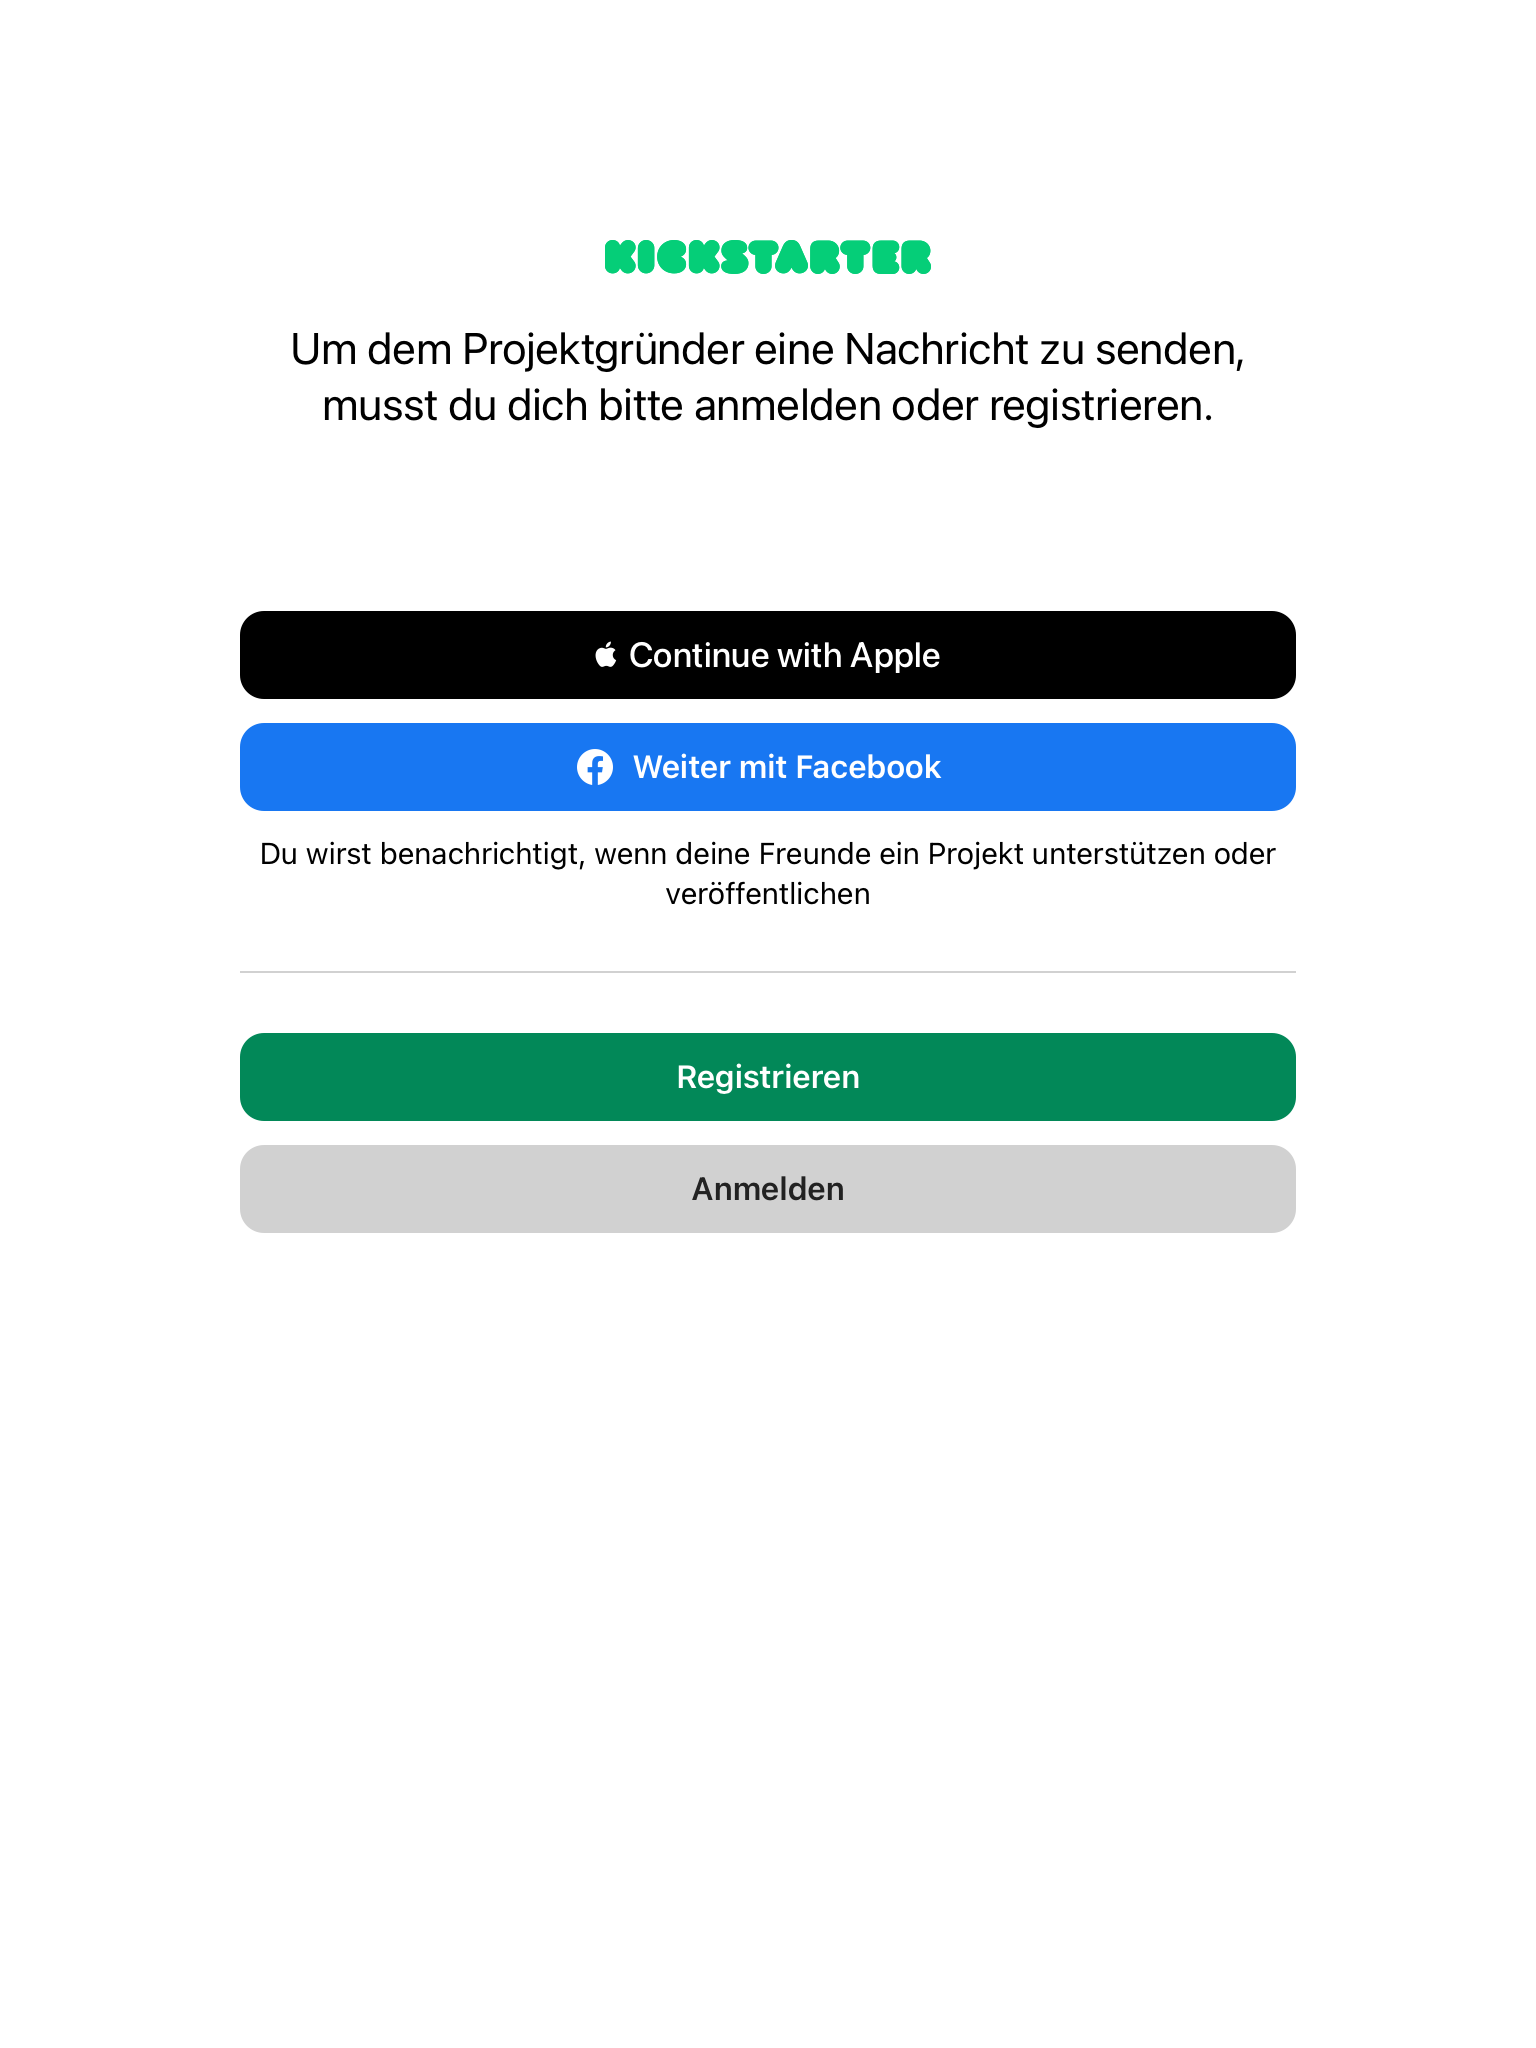 KICKSTARTER
Um dem Projektgründer eine Nachricht zu senden,
musst du dich bitte anmelden oder registrieren.
Continue with Apple
Weiter mit Facebook
Du wirst benachrichtigt, wenn deine Freunde ein Projekt unterstützen oder
veröffentlichen
Registrieren
Anmelden